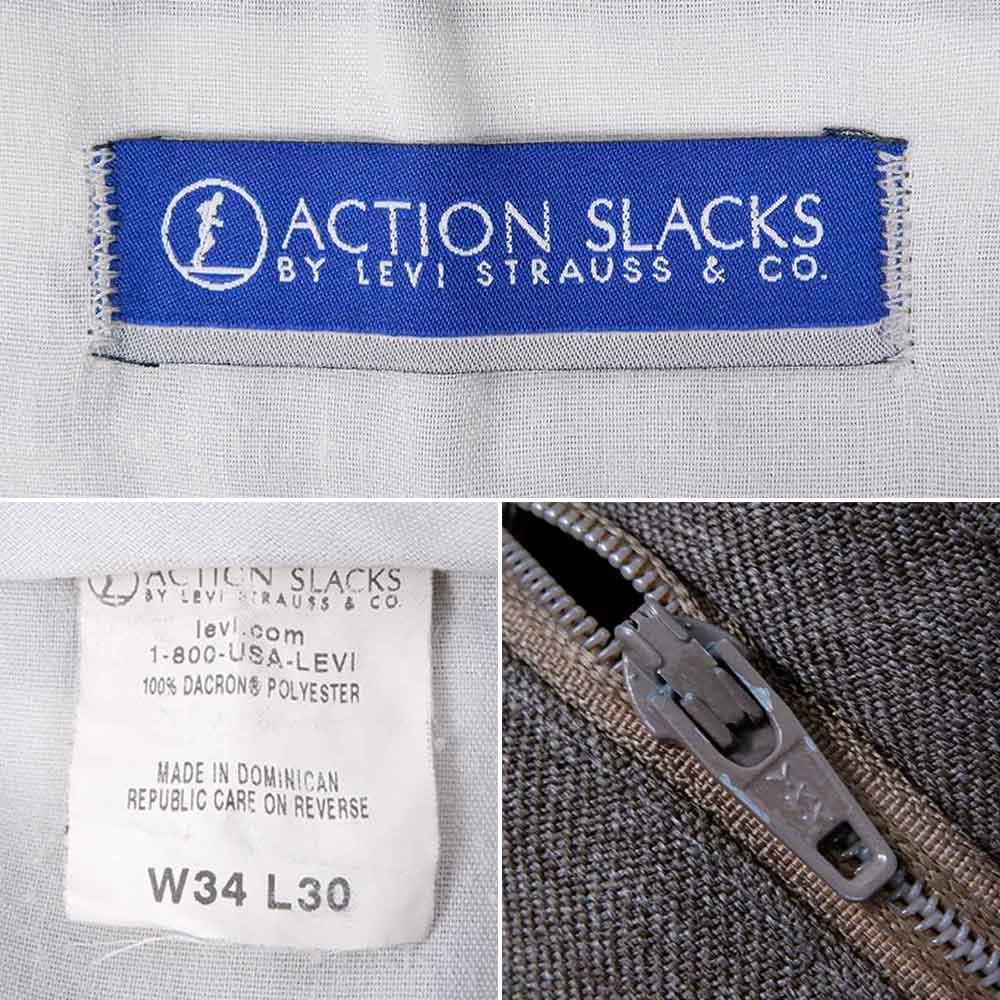 ACTION SLACKS
BY LEVI STRAUSS & CO.
ACTION SLACKS
BY LEVI STRAUSS & CO.
levi.com
1-800-USA-LEVI
100% DACRON® POLYESTER
MADE IN DOMINICAN
REPUBLIC CARE ON REVERSE
W34 L30